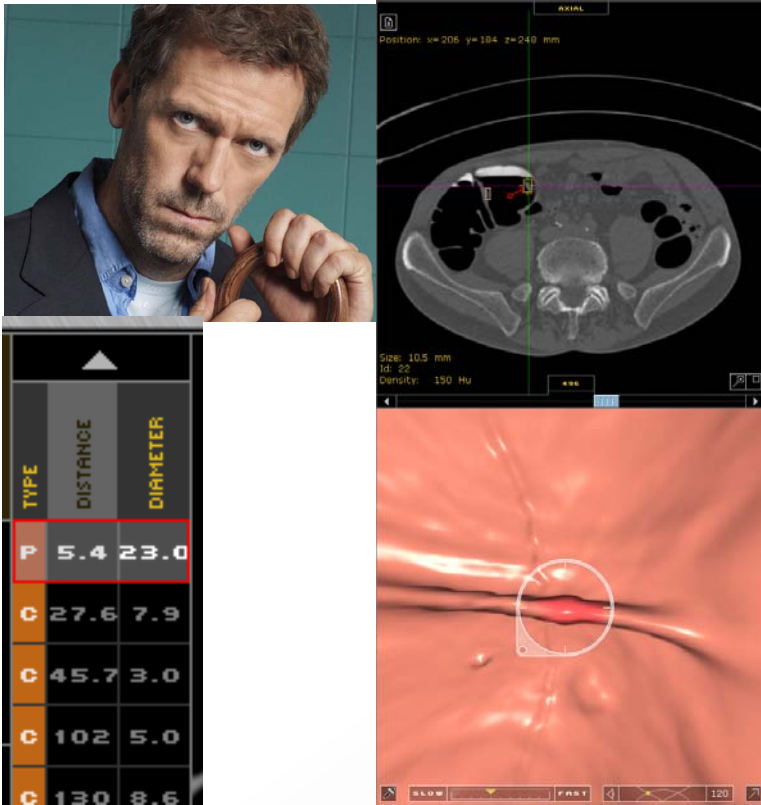 AXIAL
Position: x=206 y=184 z=248 mm
Size: 10.5 mm
Id: 22
Density: 150 Hu
496
TYPE
DISTANCE
DIAMETER
P 5.4 23.0
C 27.6 7.9
C 45.7 3.0
C 102 5.0
C 130 8.6
SLOW FAST 120